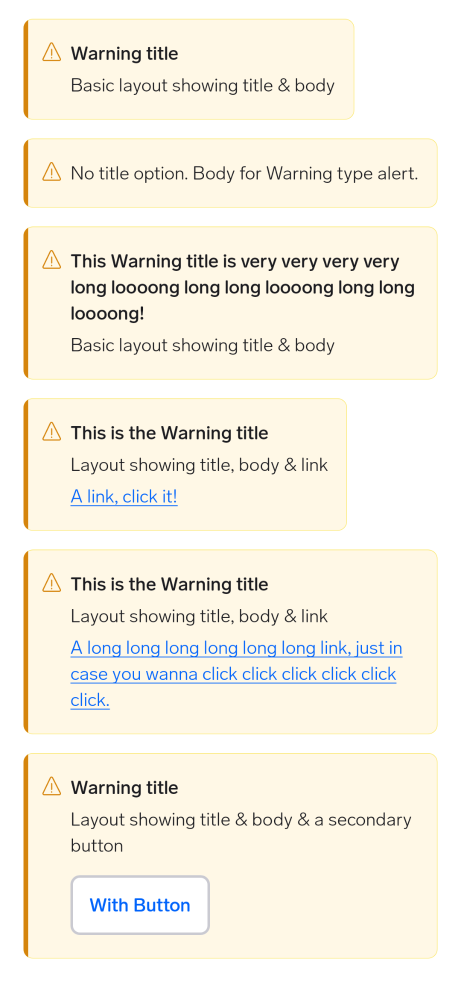 Warning title
Basic layout showing title & body
No title option. Body for Warning type alert.
This Warning title is very very very very
long loooong long long loooong long long
loooong!
Basic layout showing title & body
This is the Warning title
Layout showing title, body & link
A link, click it!
This is the Warning title
Layout showing title, body & link
A long long long long long long link, just in
case you wanna click click click click click
click.
Warning title
Layout showing title & body & a secondary
button
With Button